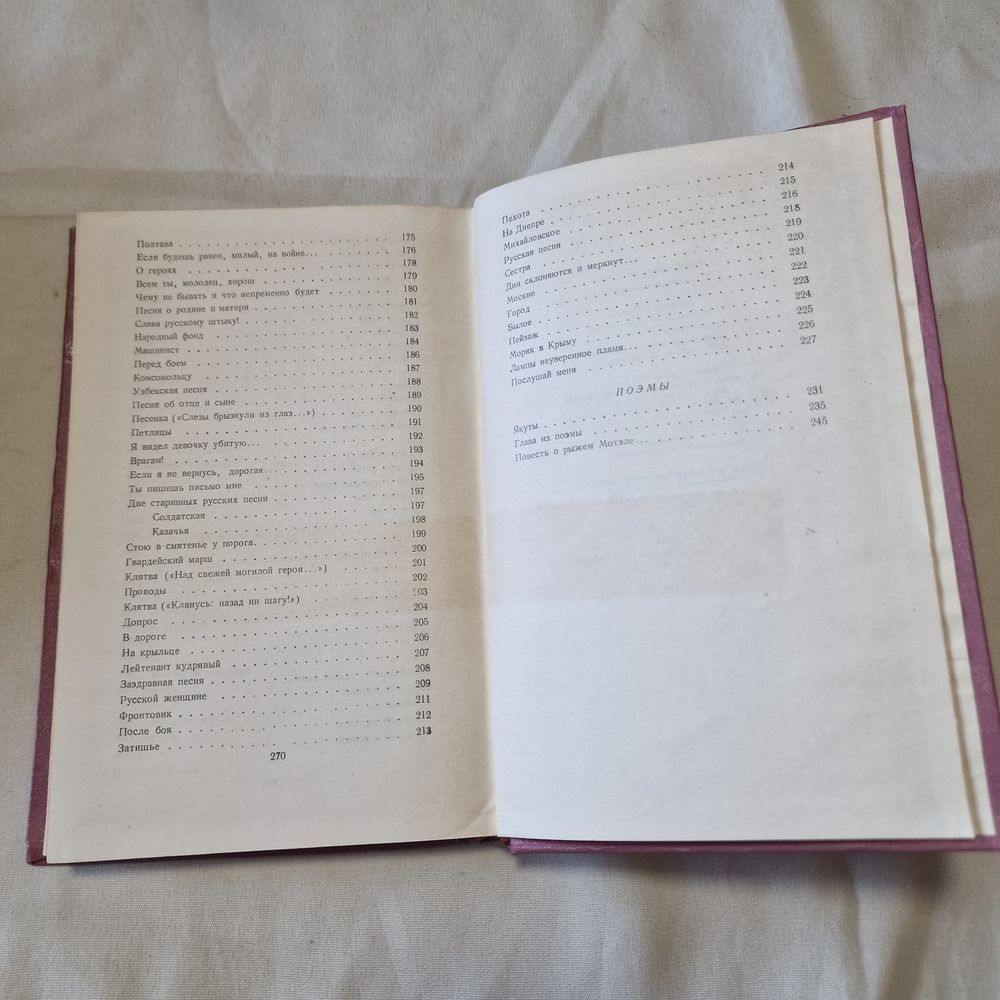 Полтава . . . . . . . . . . 175
Если будешь ранен, милый, на войне... . . . . . . 176
О героях . . . . . . . . . . 178
Всем ты, молодец, хорош . . . . . . . . 179
Чему не бывать и что непременно будет . . . . . . 180
Песня о родине и матери . . . . . . . . 181
Слава русскому штыку! . . . . . . . . 182
Народный фонд . . . . . . . . . . 183
Машинист . . . . . . . . . . 184
Перед боем . . . . . . . . . . 186
Комсомольцу . . . . . . . . . . 187
Узбекская песня . . . . . . . . . . 188
Песня об отце и сыне . . . . . . . . 189
Песенка («Слезы брызнули из глаз...») . . . . . . 190
Петлицы . . . . . . . . . . 191
Я видел девочку убитую... . . . . . . . . 192
Врагам! . . . . . . . . . . 193
Если я не вернусь, дорогая... . . . . . . . . 194
Ты пишешь письмо мне . . . . . . . . 195
Две старинных русских песни . . . . . . . . 197
Солдатская . . . . . . . . . . 197
Казачья . . . . . . . . . . 198
Стою в смятенье у порога. . . . . . . . . 199
Гвардейский марш . . . . . . . . . . 200
Клятва («Над свежей могилой героя...») . . . . . . 201
Проводы . . . . . . . . . . 202
Клятва («Клянусь: назад ни шагу!») . . . . . . 203
Допрос . . . . . . . . . . 204
В дороге . . . . . . . . . . 205
На крыльце . . . . . . . . . . 206
Лейтенант кудрявый . . . . . . . . . . 207
Заздравная песня . . . . . . . . . . 208
Русской женщине . . . . . . . . . . 209
Фронтовик . . . . . . . . . . 211
После боя . . . . . . . . . . 212
Затишье . . . . . . . . . . 213
270
Пехота . . . . . . . . . . 214
На Днепре . . . . . . . . . . 215
Михайловское . . . . . . . . . . 216
Русская песня . . . . . . . . . . 218
Сестра . . . . . . . . . . 219
Дни склоняются и меркнут... . . . . . . . . 220
Москве . . . . . . . . . . 221
Город . . . . . . . . . . 222
Былое . . . . . . . . . . 223
Пейзаж . . . . . . . . . . 224
Моряк в Крыму . . . . . . . . . . 225
Лампы неуверенное пламя... . . . . . . . . 226
Послушай меня . . . . . . . . . . 227
ПОЭМЫ
Якуты . . . . . . . . . . 231
Глава из поэмы . . . . . . . . . . 235
Повесть о рыжем Мотэле... . . . . . . . . 245